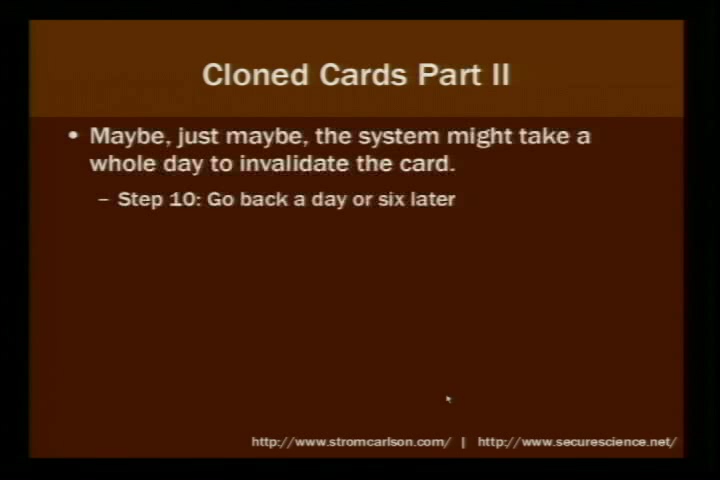 Cloned Cards Part II
• Maybe, just maybe, the system might take a
whole day to invalidate the card.
– Step 10: Go back a day or six later
http://www.stromcarlson.com/ | http://www.securescience.net/